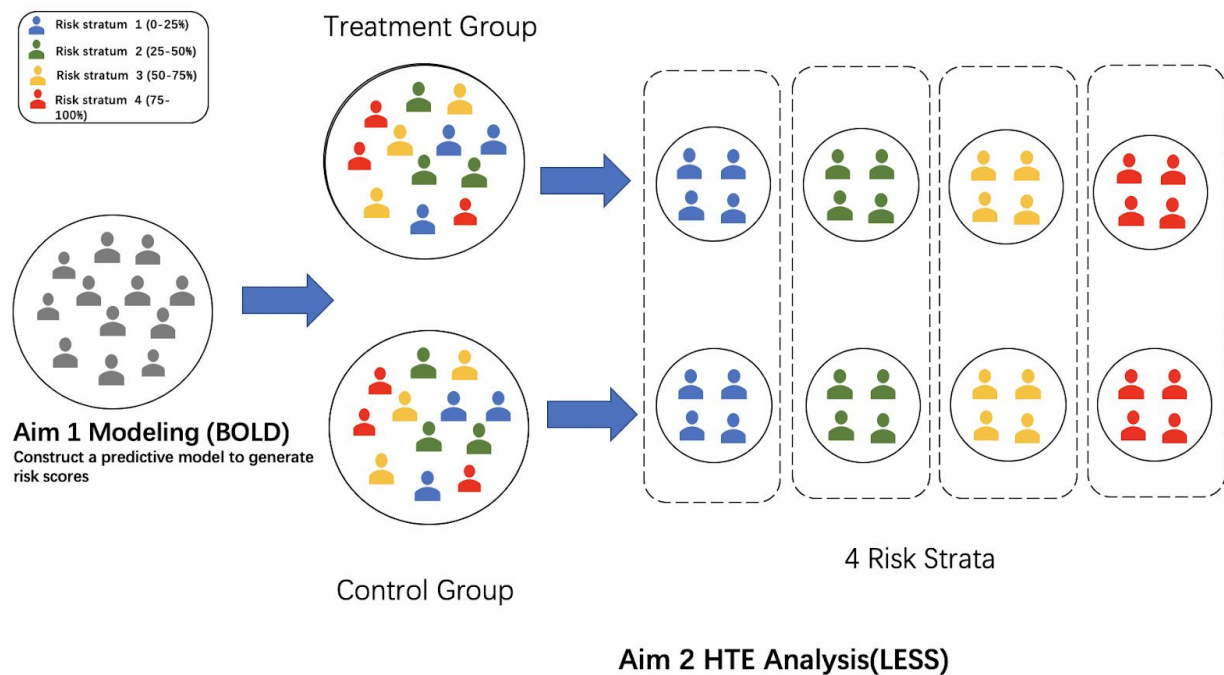 Risk stratum 1 (0-25%)
Risk stratum 2 (25-50%)
Risk stratum 3 (50-75%)
Risk stratum 4 (75-
100%)
Treatment Group
Aim 1 Modeling (BOLD)
Construct a predictive model to generate
risk scores
Control Group
4 Risk Strata
Aim 2 HTE Analysis(LESS)